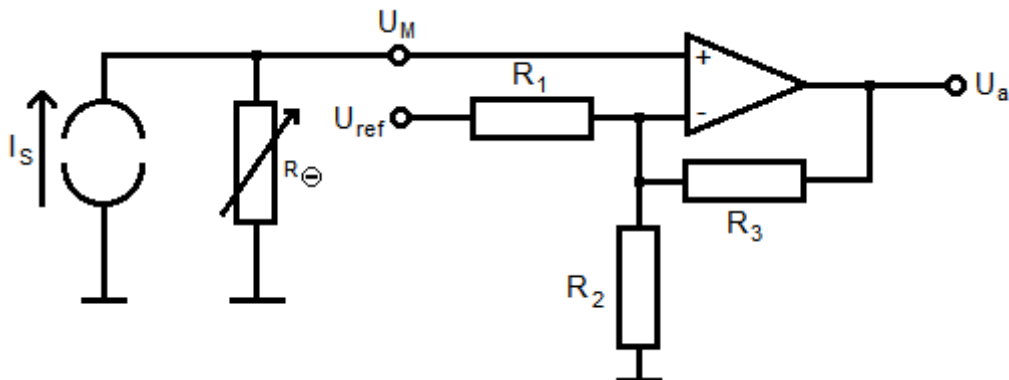 U_M
+
R_1
U_ref
-
U_a
I_S
R_⊖
R_3
R_2